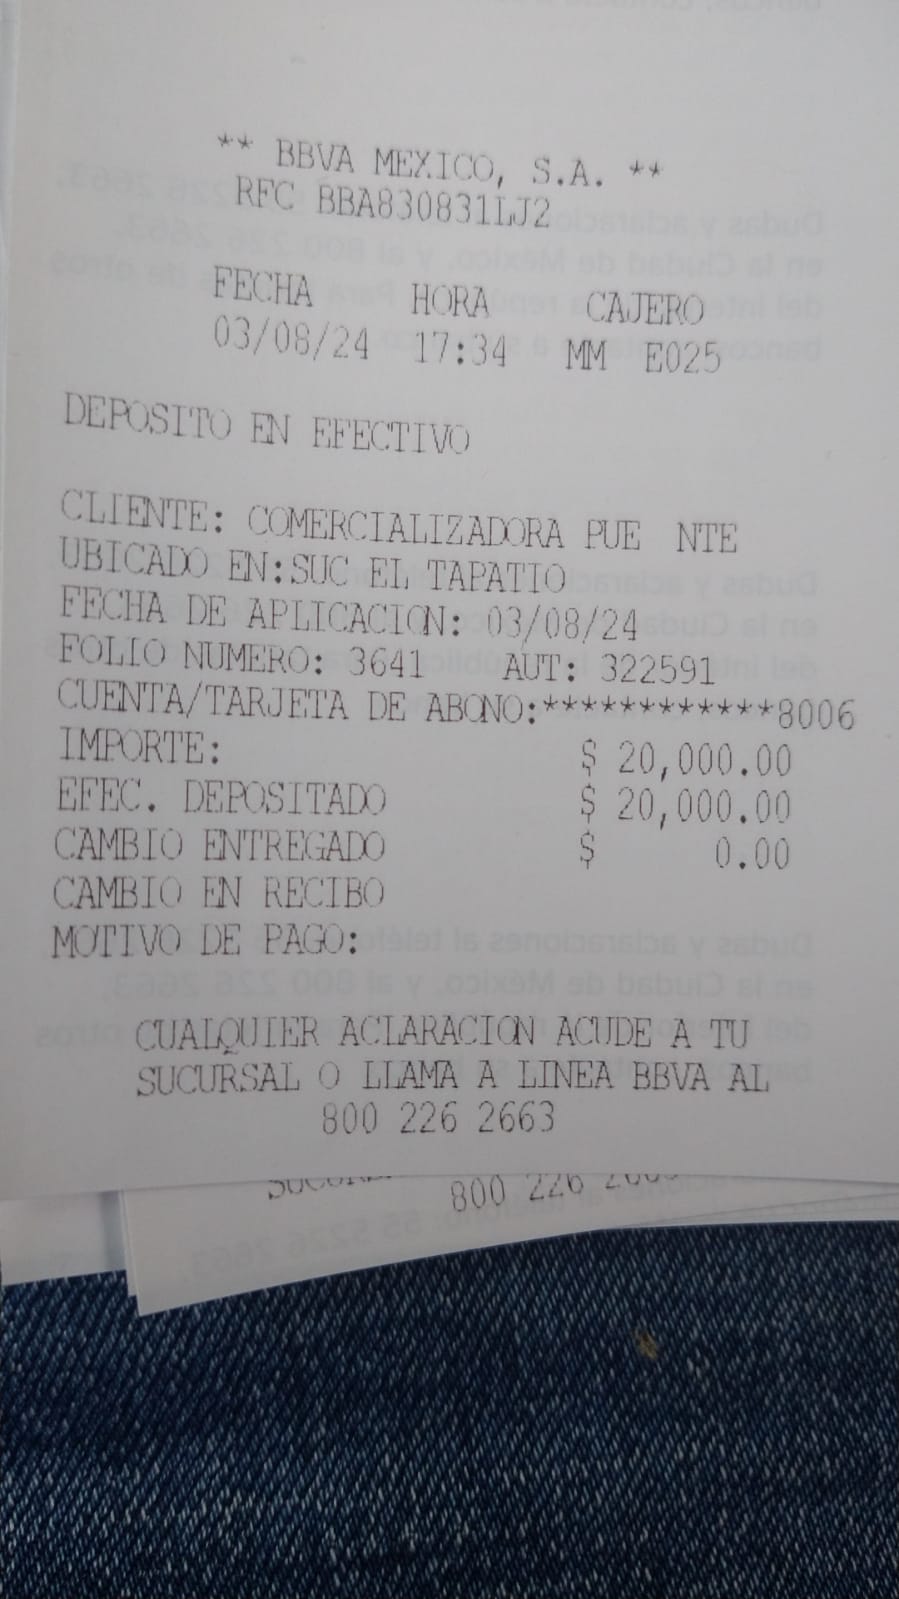 ** BBVA MEXICO, S.A. **
RFC BBA830831LJ2
FECHA HORA CAJERO
03/08/24 17:34 MM E025
DEPOSITO EN EFECTIVO
CLIENTE: COMERCIALIZADORA PUE NTE
UBICADO EN:SUC EL TAPATIO
FECHA DE APLICACION: 03/08/24
FOLIO NUMERO: 3641 AUT: 322591
CUENTA/TARJETA DE ABONO:************8006
IMPORTE: $ 20,000.00
EFEC. DEPOSITADO $ 20,000.00
CAMBIO ENTREGADO $ 0.00
CAMBIO EN RECIBO
MOTIVO DE PAGO:
CUALQUIER ACLARACION ACUDE A TU
SUCURSAL O LLAMA A LINEA BBVA AL
800 226 2663
800 226